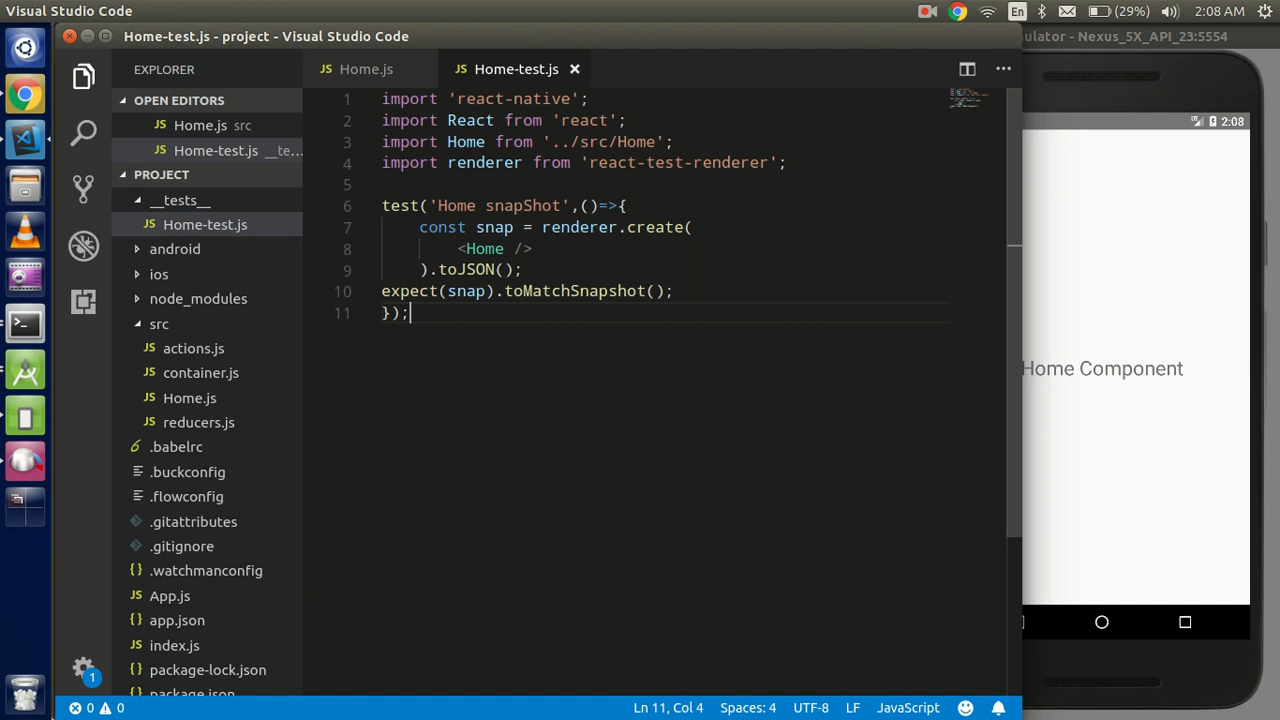 Visual Studio Code
En
(29%)
2:08 AM
Home-test.js - project - Visual Studio Code
ulator - Nexus_5X_API_23:5554
EXPLORER
OPEN EDITORS
JS Home.js src
JS Home-test.js __te...
PROJECT
__tests__
JS Home-test.js
android
ios
node_modules
src
JS actions.js
JS container.js
JS Home.js
JS reducers.js
.babelrc
.buckconfig
.flowconfig
.gitattributes
.gitignore
{} .watchmanconfig
JS App.js
{} app.json
JS index.js
{} package-lock.json
{} package.json
1
JS Home.js
JS Home-test.js
1 import 'react-native';
2 import React from 'react';
3 import Home from '../src/Home';
4 import renderer from 'react-test-renderer';
5
6 test('Home snapShot',()=>{
7 const snap = renderer.create(
8 <Home />
9 ).toJSON();
10 expect(snap).toMatchSnapshot();
11 });
2:08
Home Component
0 0
Ln 11, Col 4
Spaces: 4
UTF-8
LF
JavaScript